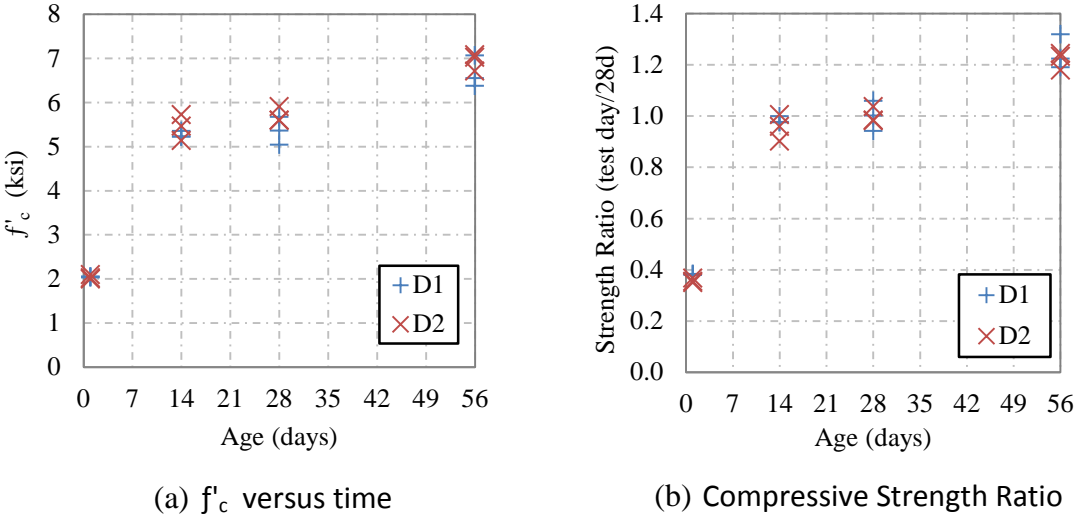 8
7
6
5
4
3
2
1
0
f'c (ksi)
0 7 14 21 28 35 42 49 56
Age (days)
D1
D2
(a) f'c versus time
1.4
1.2
1.0
0.8
0.6
0.4
0.2
0.0
Strength Ratio (test day/28d)
0 7 14 21 28 35 42 49 56
Age (days)
D1
D2
(b) Compressive Strength Ratio